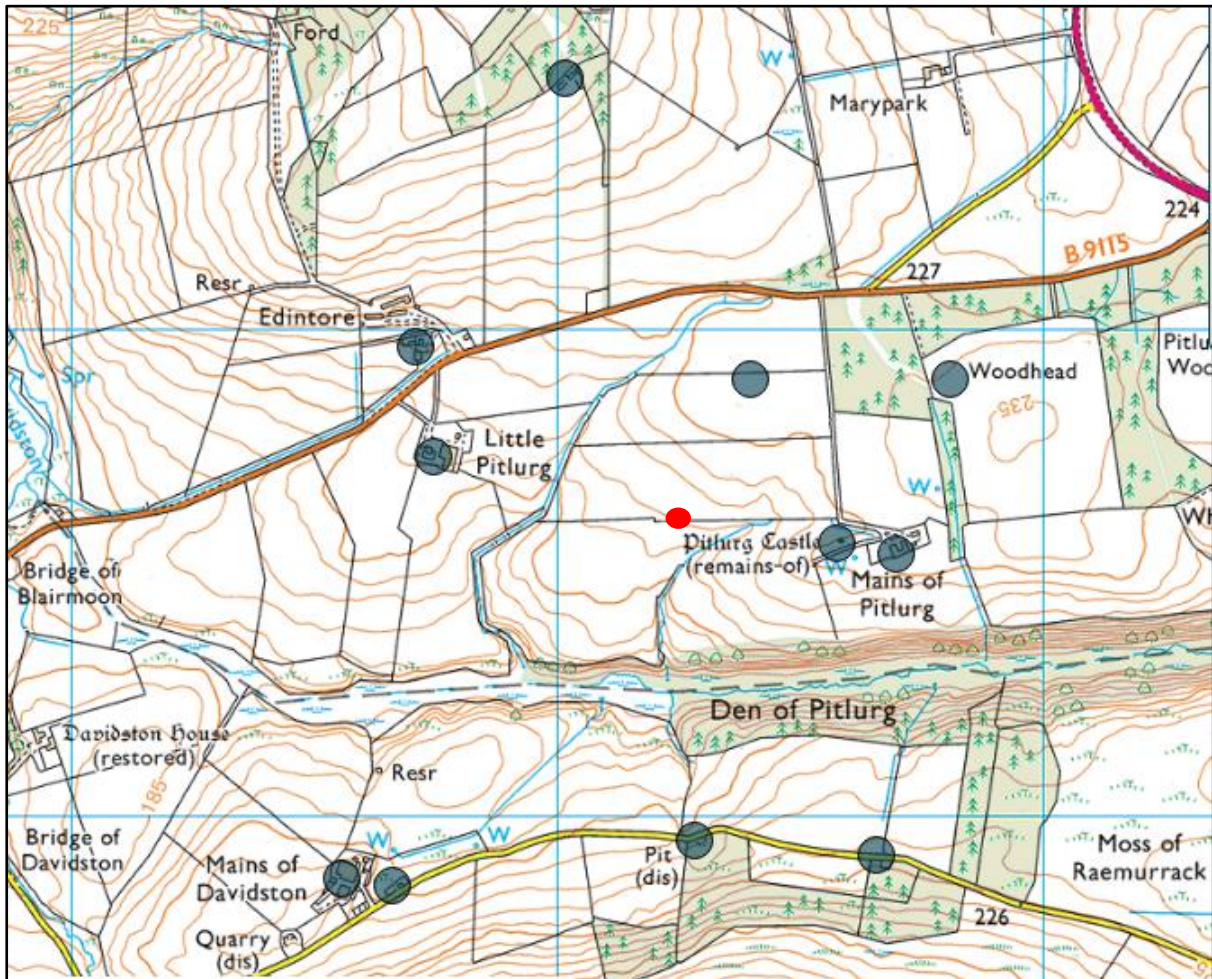 225
Ford
W
Marypark
224
B 9115
227
Resr
Edintore
Spr
Woodhead
Pitlu
Woo
235
Little
Pitlurg
W
Pitlurg Castle
(remains of)
W
Mains of
Pitlurg
Wh
Bridge of
Blairmoon
Den of Pitlurg
Davidston House
(restored)
Resr
185
Bridge of
Davidston
Mains of
Davidston
W
W
Pit
(dis)
Moss of
Raemurrack
226
Quarry
(dis)